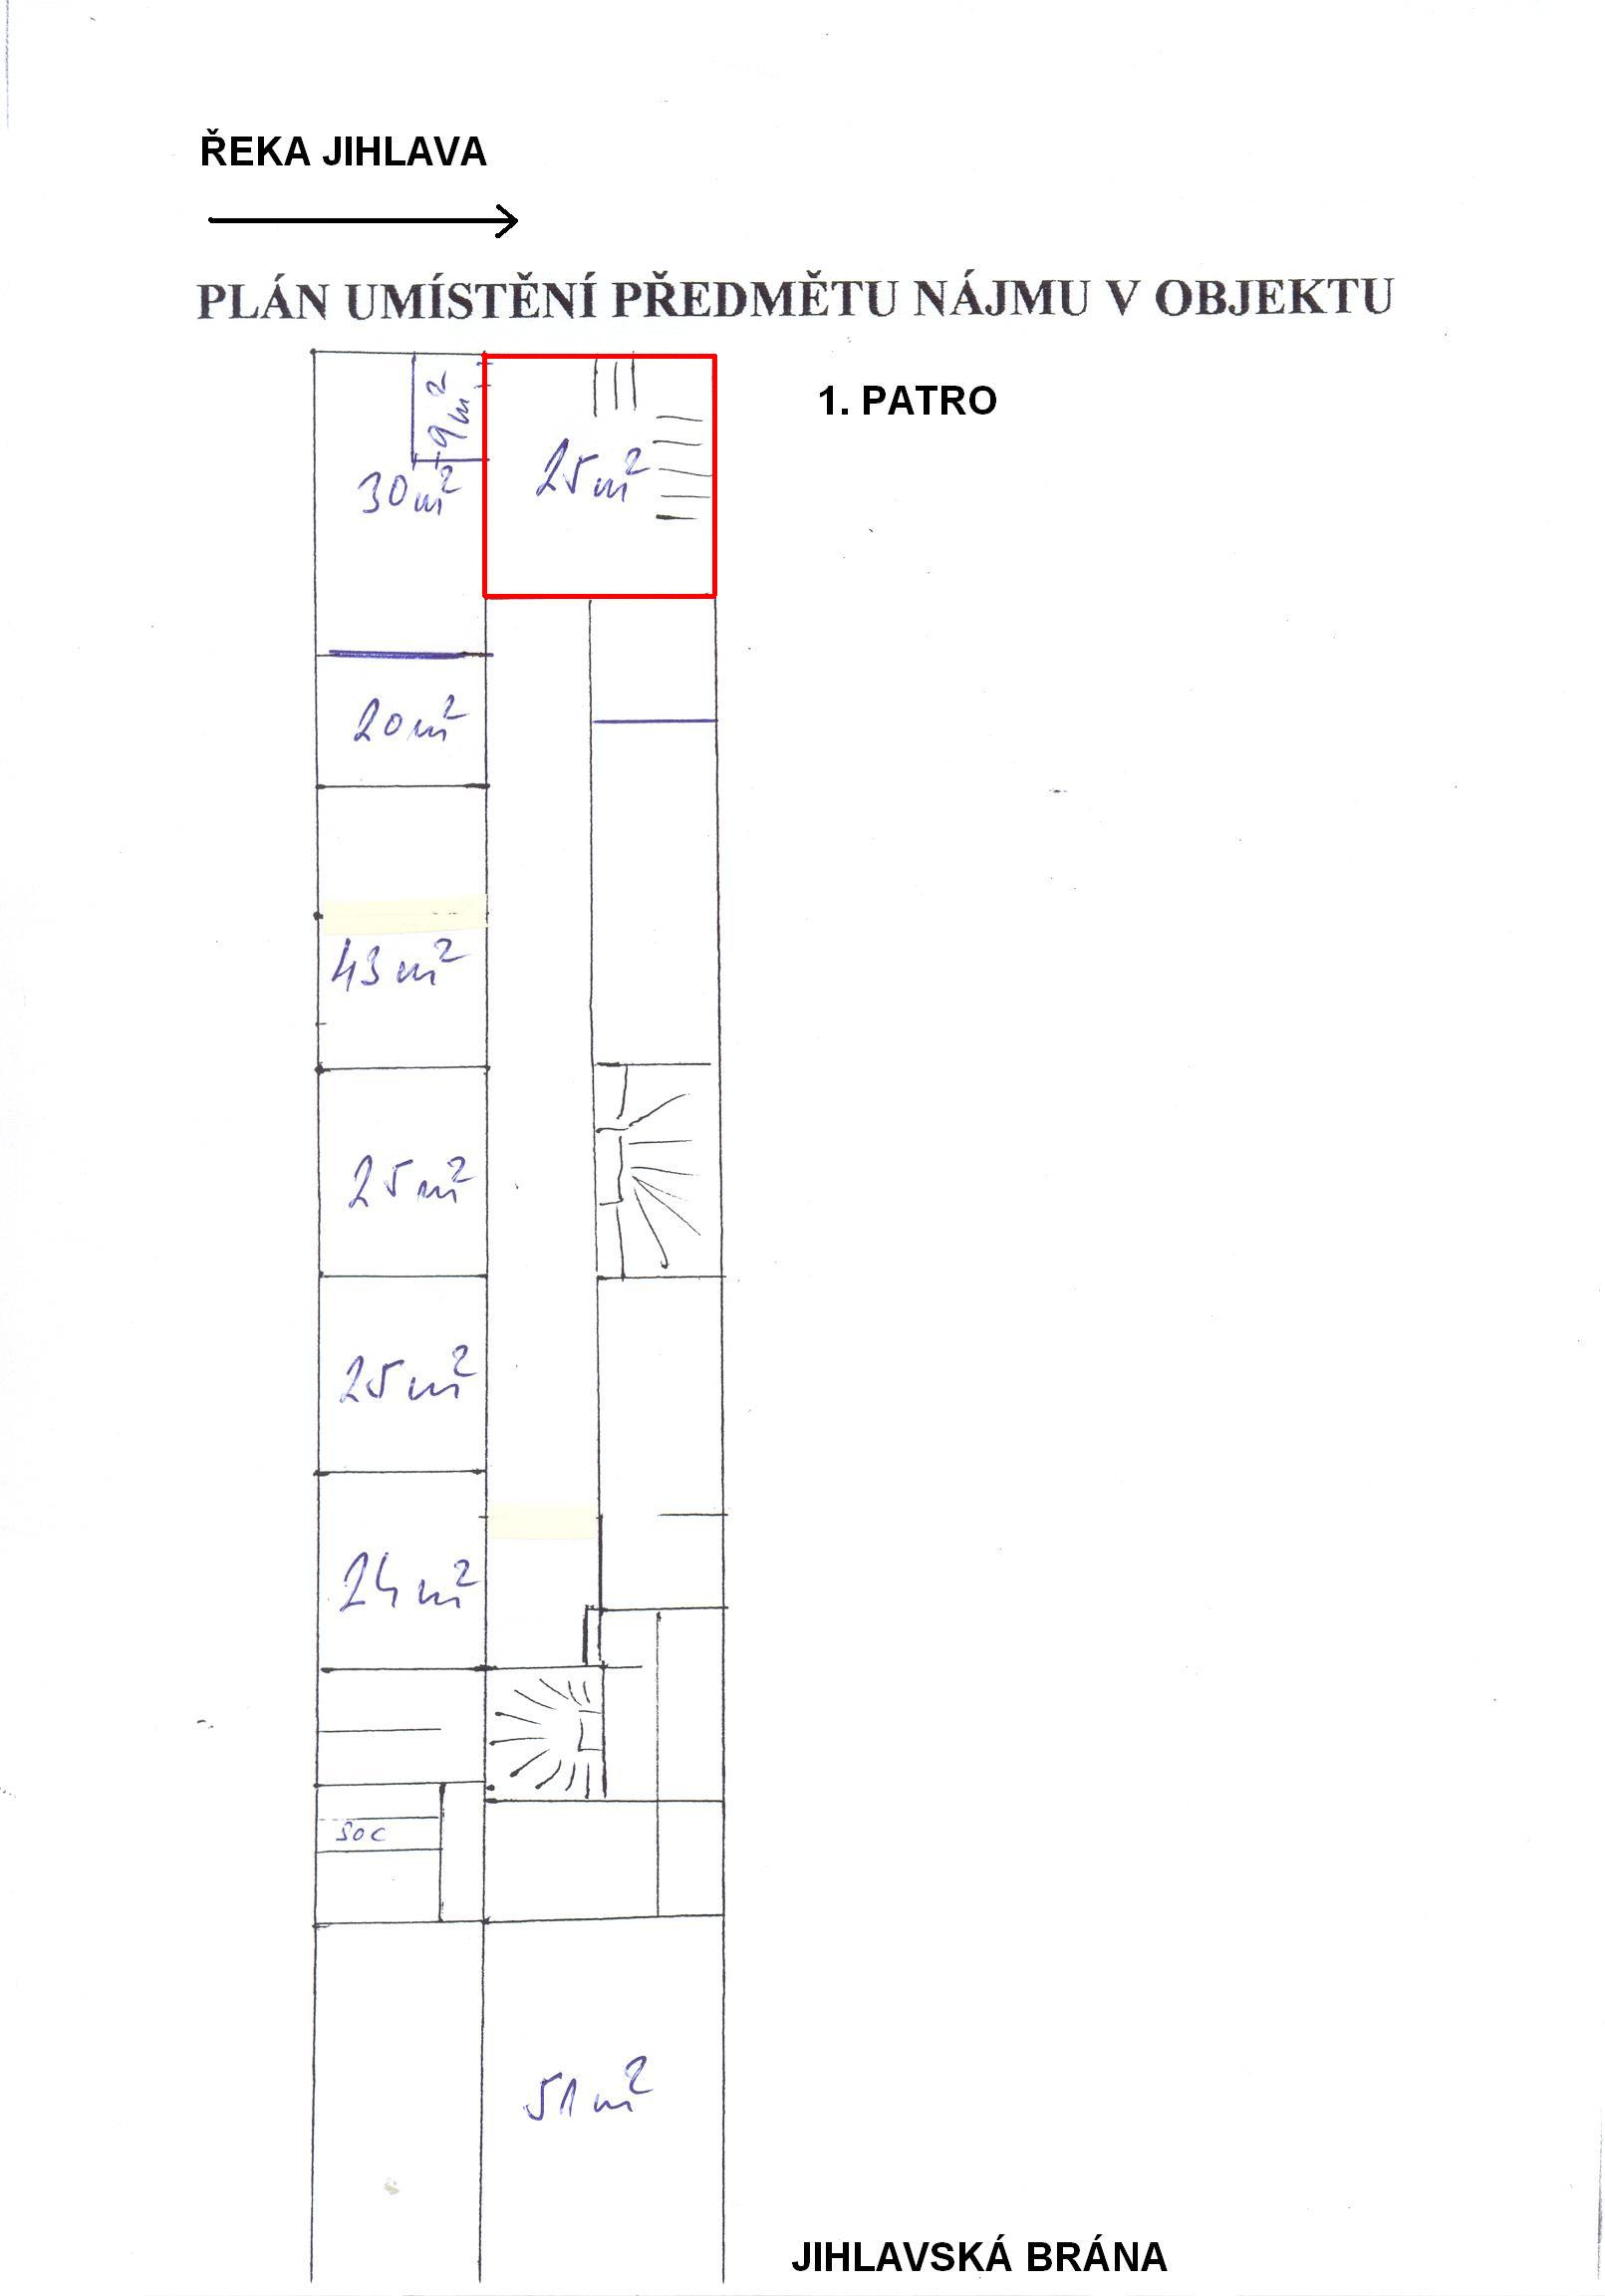 ŘEKA JIHLAVA
PLÁN UMÍSTĚNÍ PŘEDMĚTU NÁJMU V OBJEKTU
1. PATRO
9m²
30m²
25m²
20m²
43m²
25m²
25m²
24m²
SOC
51m²
JIHLAVSKÁ BRÁNA